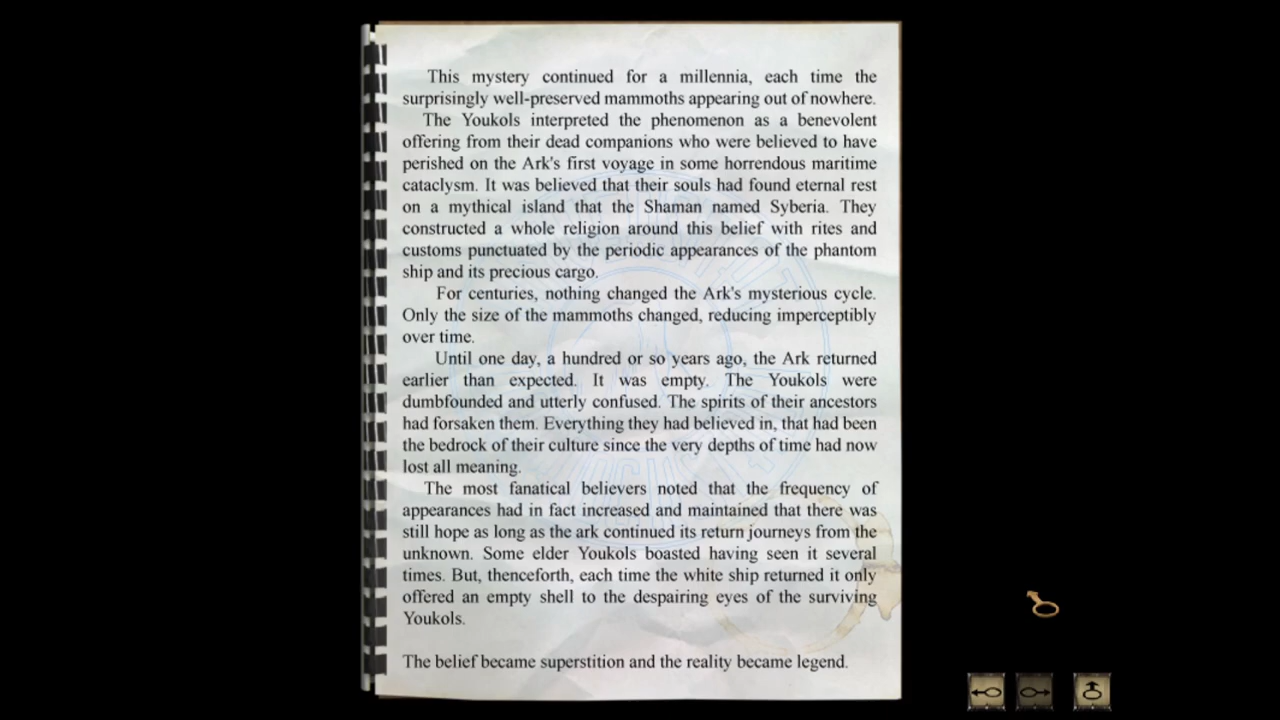 This mystery continued for a millennia, each time the
surprisingly well-preserved mammoths appearing out of nowhere.
The Youkols interpreted the phenomenon as a benevolent
offering from their dead companions who were believed to have
perished on the Ark's first voyage in some horrendous maritime
cataclysm. It was believed that their souls had found eternal rest
on a mythical island that the Shaman named Syberia. They
constructed a whole religion around this belief with rites and
customs punctuated by the periodic appearances of the phantom
ship and its precious cargo.
For centuries, nothing changed the Ark's mysterious cycle.
Only the size of the mammoths changed, reducing imperceptibly
over time.
Until one day, a hundred or so years ago, the Ark returned
earlier than expected. It was empty. The Youkols were
dumbfounded and utterly confused. The spirits of their ancestors
had forsaken them. Everything they had believed in, that had been
the bedrock of their culture since the very depths of time had now
lost all meaning.
The most fanatical believers noted that the frequency of
appearances had in fact increased and maintained that there was
still hope as long as the ark continued its return journeys from the
unknown. Some elder Youkols boasted having seen it several
times. But, thenceforth, each time the white ship returned it only
offered an empty shell to the despairing eyes of the surviving
Youkols.
The belief became superstition and the reality became legend.